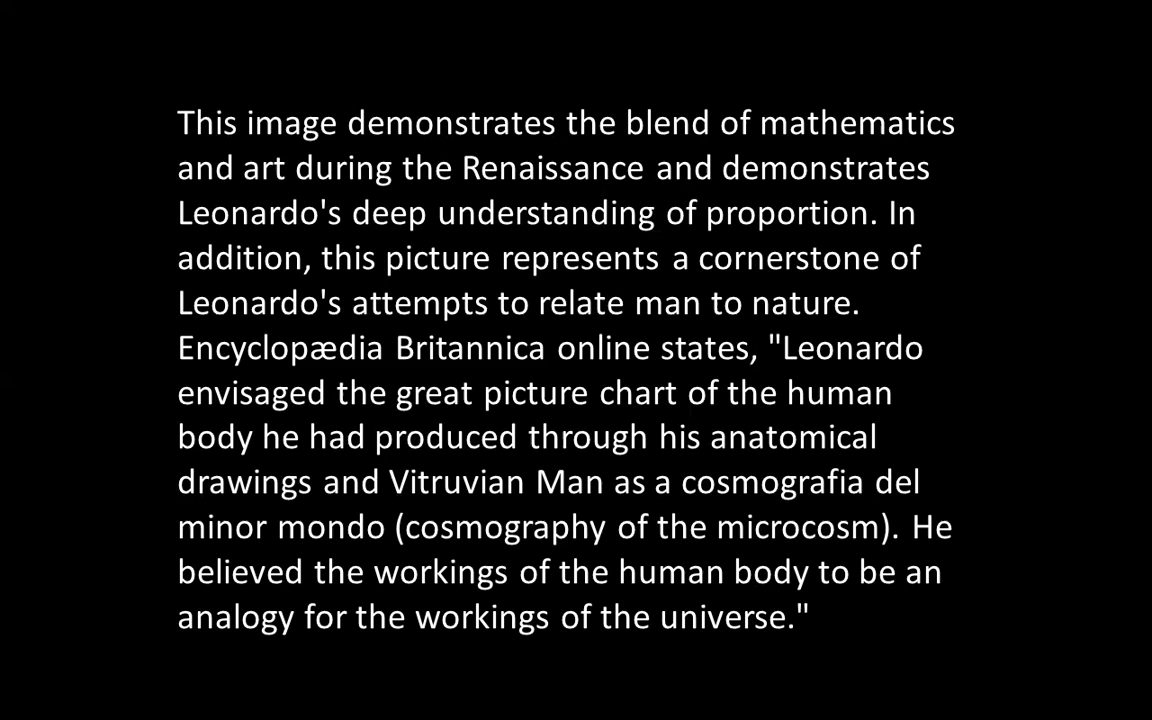 This image demonstrates the blend of mathematics
and art during the Renaissance and demonstrates
Leonardo's deep understanding of proportion. In
addition, this picture represents a cornerstone of
Leonardo's attempts to relate man to nature.
Encyclopædia Britannica online states, "Leonardo
envisaged the great picture chart of the human
body he had produced through his anatomical
drawings and Vitruvian Man as a cosmografia del
minor mondo (cosmography of the microcosm). He
believed the workings of the human body to be an
analogy for the workings of the universe."